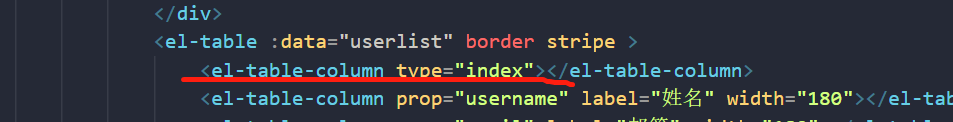 </div>
<el-table :data="userlist" border stripe >
<el-table-column type="index"></el-table-column>
<el-table-column prop="username" label="姓名" width="180"></el-ta